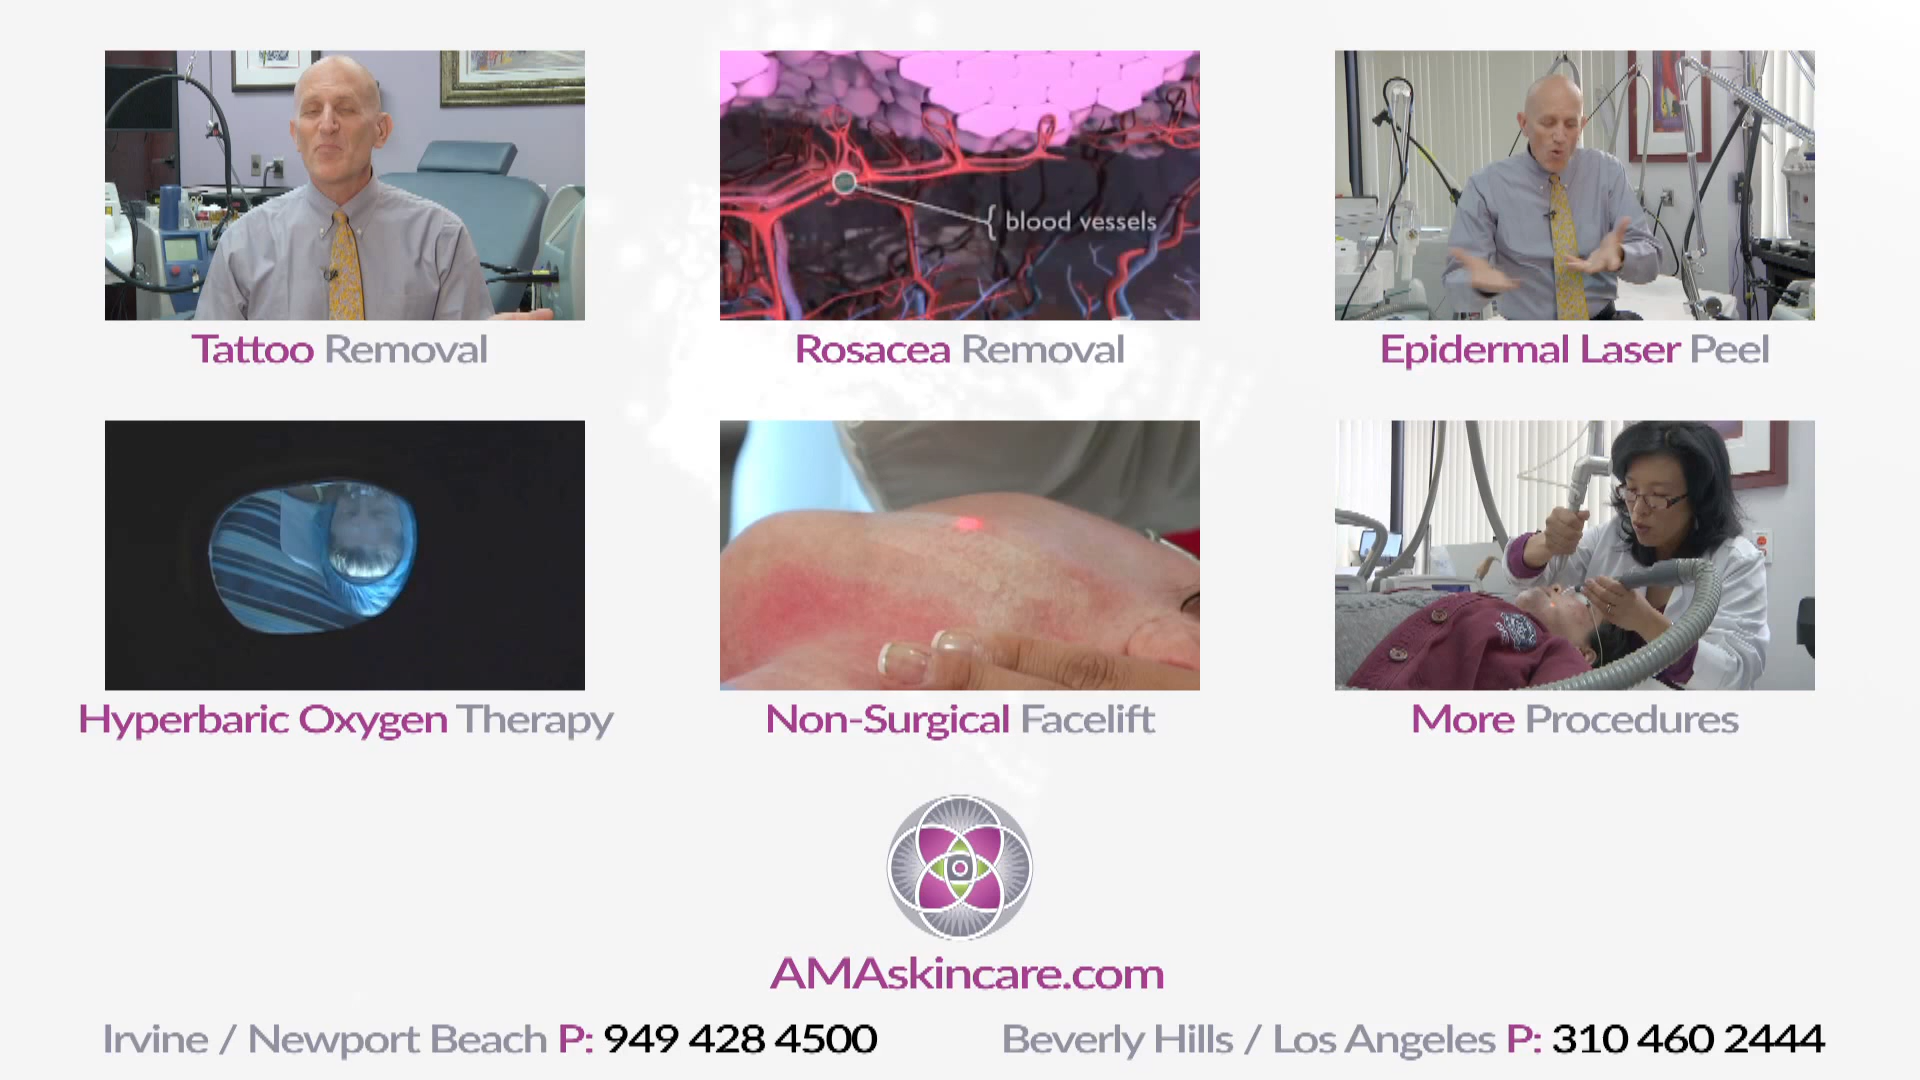 { blood vessels
Tattoo Removal
Rosacea Removal
Epidermal Laser Peel
Hyperbaric Oxygen Therapy
Non-Surgical Facelift
More Procedures
AMAskincare.com
Irvine / Newport Beach P: 949 428 4500
Beverly Hills / Los Angeles P: 310 460 2444